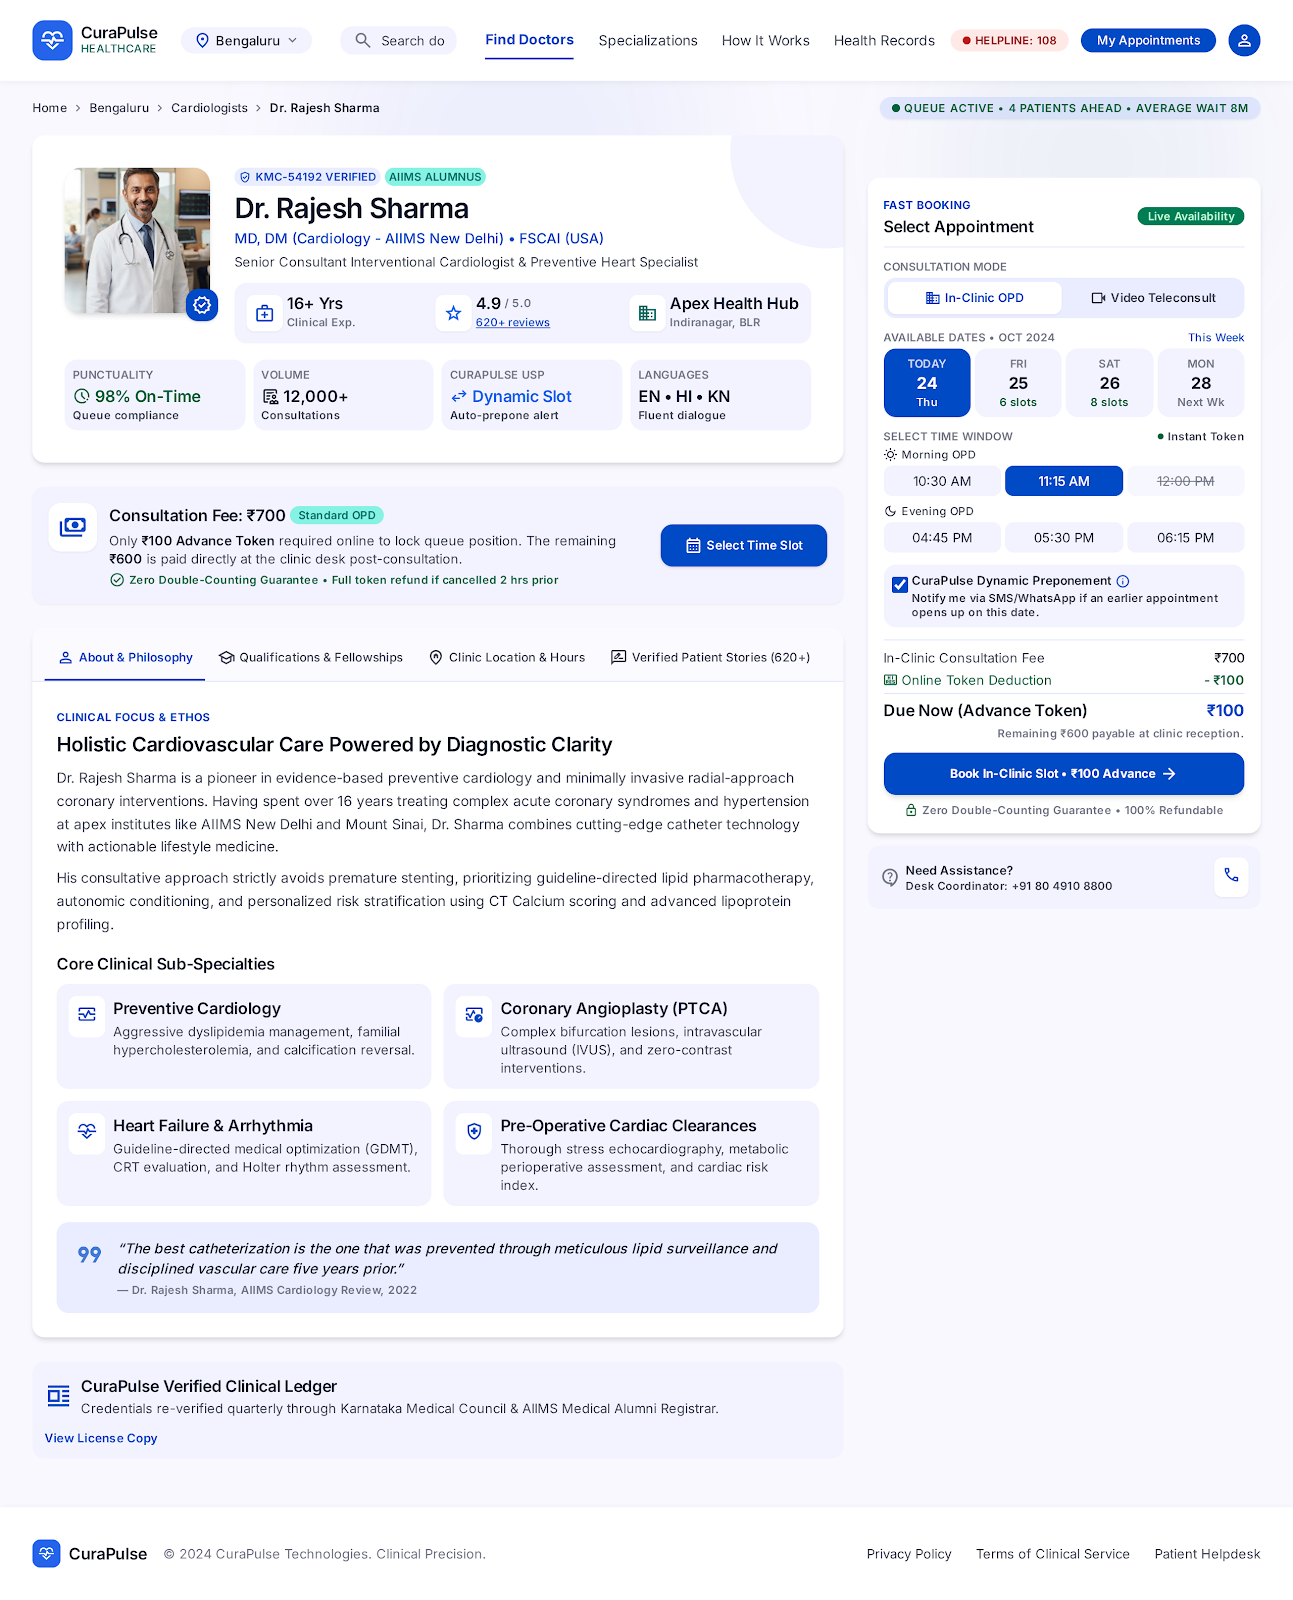 CuraPulse
HEALTHCARE
Bengaluru
Search do
Find Doctors
Specializations
How It Works
Health Records
HELPLINE: 108
My Appointments
Home > Bengaluru > Cardiologists > Dr. Rajesh Sharma
QUEUE ACTIVE • 4 PATIENTS AHEAD • AVERAGE WAIT 8M
KMC-54192 VERIFIED
AIIMS ALUMNUS
Dr. Rajesh Sharma
MD, DM (Cardiology - AIIMS New Delhi) • FSCAI (USA)
Senior Consultant Interventional Cardiologist & Preventive Heart Specialist
16+ Yrs
Clinical Exp.
4.9 / 5.0
620+ reviews
Apex Health Hub
Indiranagar, BLR
PUNCTUALITY
98% On-Time
Queue compliance
VOLUME
12,000+
Consultations
CURAPULSE USP
Dynamic Slot
Auto-prepone alert
LANGUAGES
EN • HI • KN
Fluent dialogue
Consultation Fee: ₹700
Standard OPD
Only ₹100 Advance Token required online to lock queue position. The remaining
₹600 is paid directly at the clinic desk post-consultation.
Zero Double-Counting Guarantee • Full token refund if cancelled 2 hrs prior
Select Time Slot
About & Philosophy
Qualifications & Fellowships
Clinic Location & Hours
Verified Patient Stories (620+)
CLINICAL FOCUS & ETHOS
Holistic Cardiovascular Care Powered by Diagnostic Clarity
Dr. Rajesh Sharma is a pioneer in evidence-based preventive cardiology and minimally invasive radial-approach
coronary interventions. Having spent over 16 years treating complex acute coronary syndromes and hypertension
at apex institutes like AIIMS New Delhi and Mount Sinai, Dr. Sharma combines cutting-edge catheter technology
with actionable lifestyle medicine.
His consultative approach strictly avoids premature stenting, prioritizing guideline-directed lipid pharmacotherapy,
autonomic conditioning, and personalized risk stratification using CT Calcium scoring and advanced lipoprotein
profiling.
Core Clinical Sub-Specialties
Preventive Cardiology
Aggressive dyslipidemia management, familial
hypercholesterolemia, and calcification reversal.
Coronary Angioplasty (PTCA)
Complex bifurcation lesions, intravascular
ultrasound (IVUS), and zero-contrast
interventions.
Heart Failure & Arrhythmia
Guideline-directed medical optimization (GDMT),
CRT evaluation, and Holter rhythm assessment.
Pre-Operative Cardiac Clearances
Thorough stress echocardiography, metabolic
perioperative assessment, and cardiac risk
index.
“The best catheterization is the one that was prevented through meticulous lipid surveillance and
disciplined vascular care five years prior.”
— Dr. Rajesh Sharma, AIIMS Cardiology Review, 2022
CuraPulse Verified Clinical Ledger
Credentials re-verified quarterly through Karnataka Medical Council & AIIMS Medical Alumni Registrar.
View License Copy
FAST BOOKING
Select Appointment
Live Availability
CONSULTATION MODE
In-Clinic OPD
Video Teleconsult
AVAILABLE DATES • OCT 2024
This Week
TODAY
24
Thu
FRI
25
6 slots
SAT
26
8 slots
MON
28
Next Wk
SELECT TIME WINDOW
Instant Token
Morning OPD
10:30 AM
11:15 AM
12:00 PM
Evening OPD
04:45 PM
05:30 PM
06:15 PM
CuraPulse Dynamic Preponement
Notify me via SMS/WhatsApp if an earlier appointment
opens up on this date.
In-Clinic Consultation Fee ₹700
Online Token Deduction - ₹100
Due Now (Advance Token) ₹100
Remaining ₹600 payable at clinic reception.
Book In-Clinic Slot • ₹100 Advance
Zero Double-Counting Guarantee • 100% Refundable
Need Assistance?
Desk Coordinator: +91 80 4910 8800
CuraPulse
© 2024 CuraPulse Technologies. Clinical Precision.
Privacy Policy
Terms of Clinical Service
Patient Helpdesk